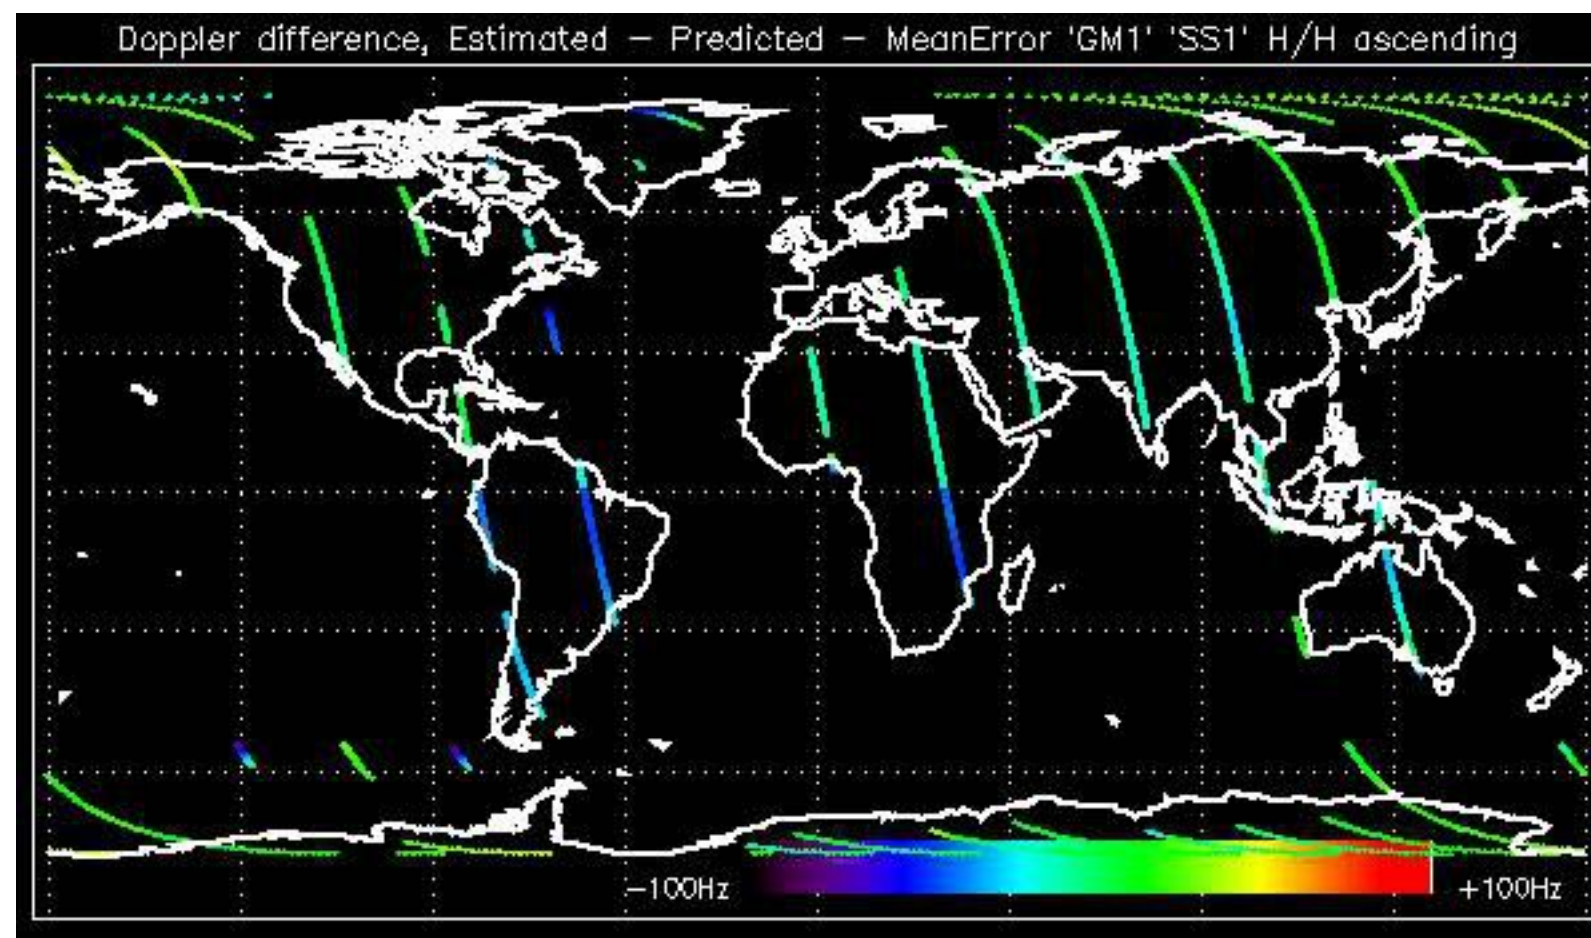 Doppler difference, Estimated – Predicted – MeanError 'GM1' 'SS1' H/H ascending
–100Hz +100Hz